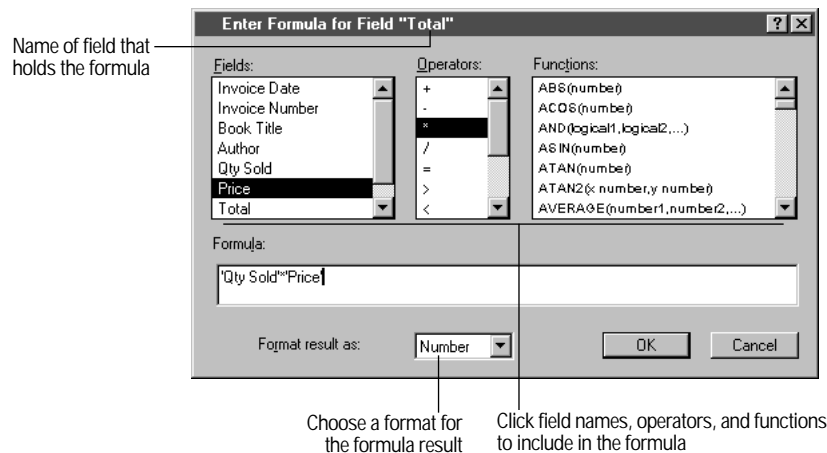 Enter Formula for Field "Total"
Name of field that
holds the formula
Fields:
Invoice Date
Invoice Number
Book Title
Author
Qty Sold
Price
Total
Operators:
+
-
*
/
=
>
<
Functions:
ABS(number)
ACOS(number)
AND(logical1,logical2,...)
ASIN(number)
ATAN(number)
ATAN2(x number,y number)
AVERAGE(number1,number2,...)
Formula:
'Qty Sold'*'Price'
Format result as:
Number
OK
Cancel
Choose a format for
the formula result
Click field names, operators, and functions
to include in the formula